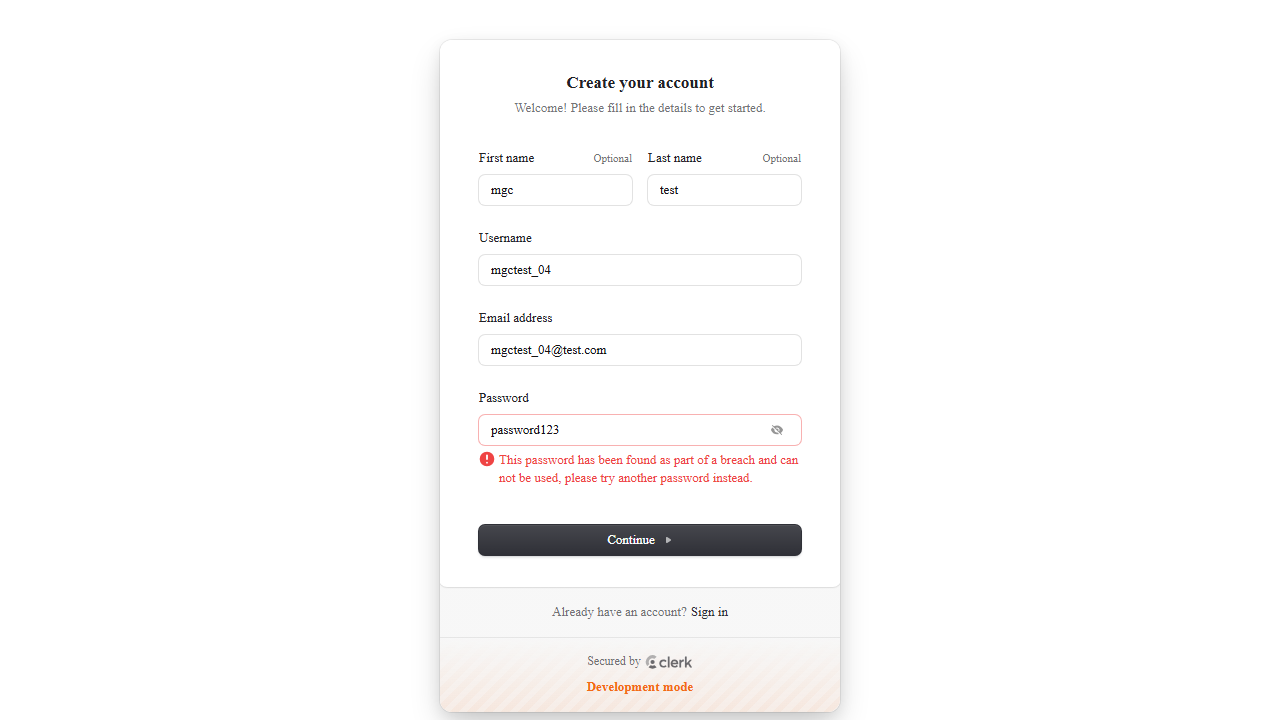 Create your account
Welcome! Please fill in the details to get started.
First name Optional Last name Optional
mgc test
Username
mgctest_04
Email address
mgctest_04@test.com
Password
password123
This password has been found as part of a breach and can
not be used, please try another password instead.
Continue
Already have an account? Sign in
Secured by clerk
Development mode